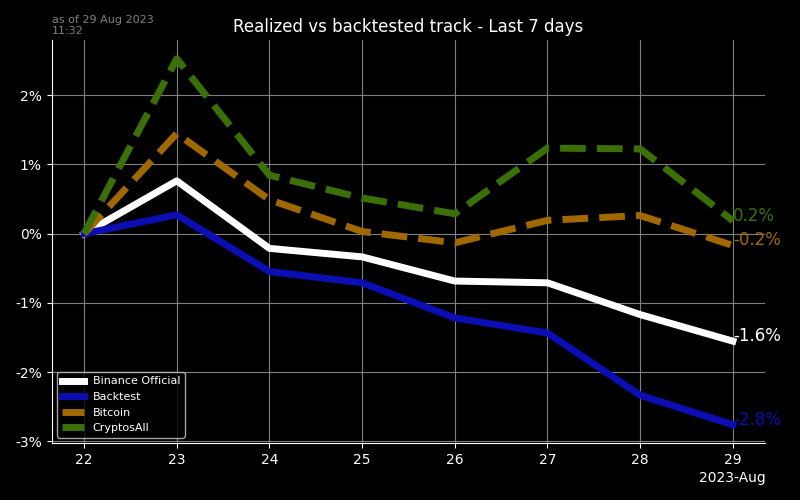 as of 29 Aug 2023
11:32
Realized vs backtested track - Last 7 days
2%
1%
0%
-1%
-2%
-3%
0.2%
-0.2%
-1.6%
-2.8%
Binance Official
Backtest
Bitcoin
CryptosAll
22 23 24 25 26 27 28 29
2023-Aug